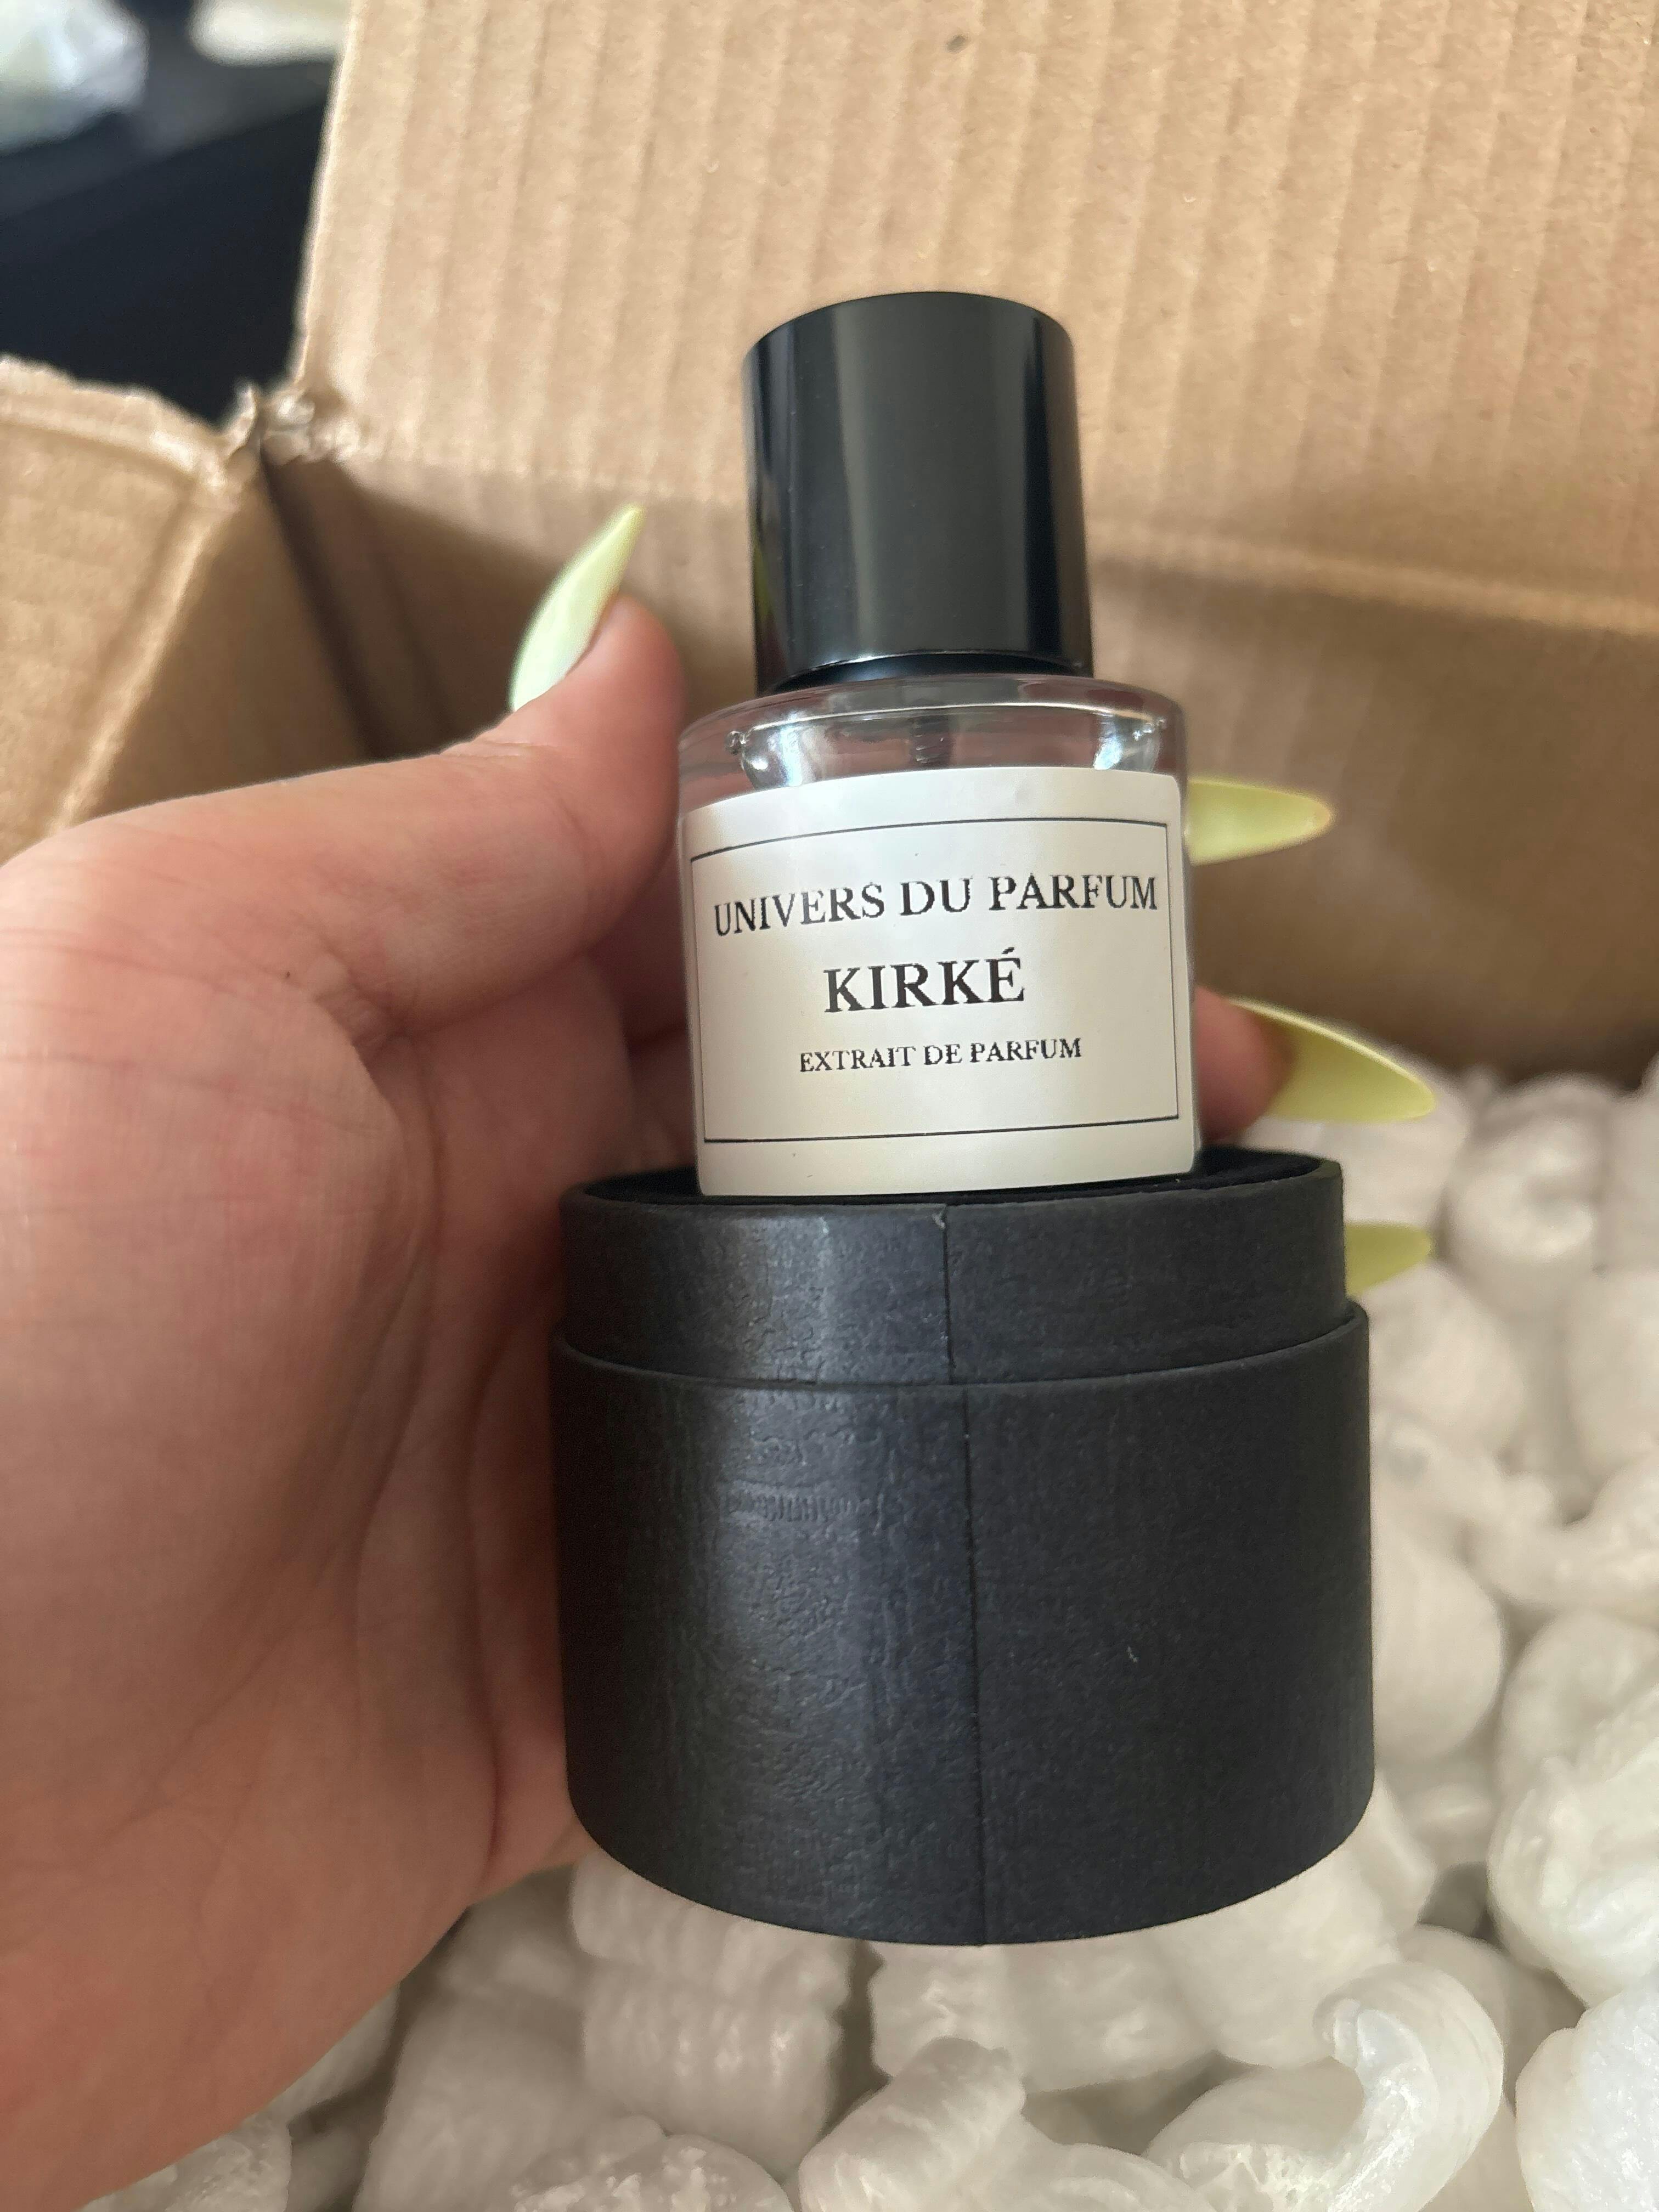 UNIVERS DU PARFUM
KIRKÉ
EXTRAIT DE PARFUM